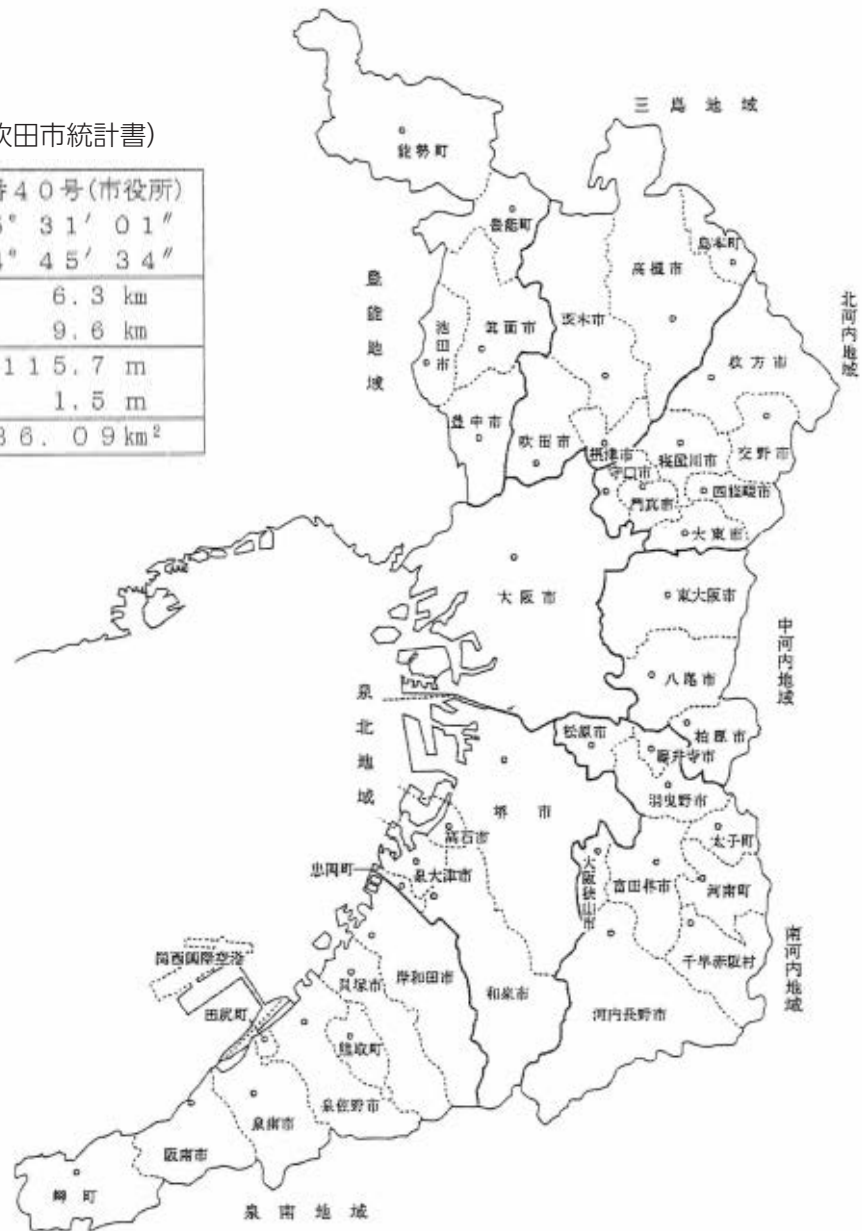 吹田市統計書)
40号(市役所)
° 31′ 01″
° 45′ 34″
6.3 km
9.6 km
115.7 m
1.5 m
6.09km²
三島地域
能勢町
豊能町
島本町
高槻市
豊能地域
池田市
箕面市
茨木市
北河内地域
枚方市
豊中市
吹田市
摂津市
守口市
寝屋川市
交野市
門真市
四條畷市
大東市
大阪市
東大阪市
中河内地域
八尾市
泉北地域
松原市
柏原市
藤井寺市
羽曳野市
堺市
太子町
高石市
忠岡町
泉大津市
大阪狭山市
富田林市
河南町
南河内地域
関西国際空港
千早赤阪村
貝塚市
岸和田市
和泉市
田尻町
河内長野市
熊取町
泉佐野市
泉南市
阪南市
岬町
泉南地域